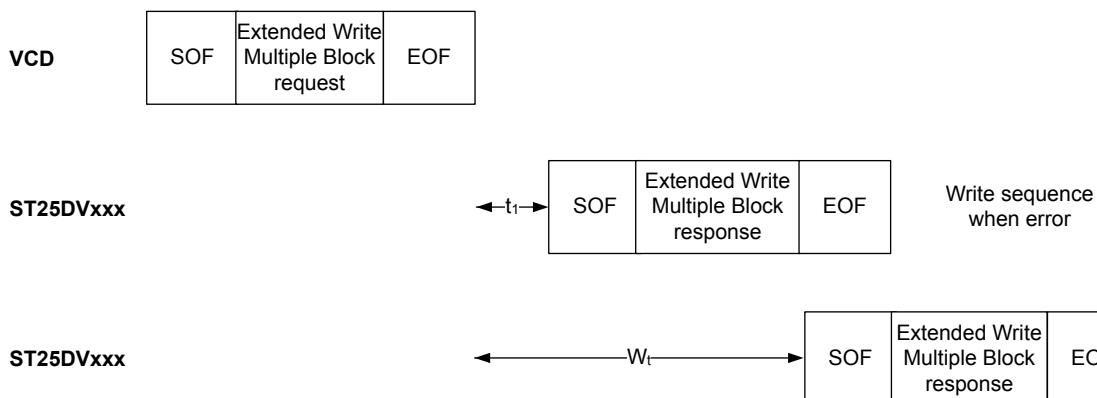 VCD
SOF
Extended Write
Multiple Block
request
EOF
ST25DVxxx
t1
SOF
Extended Write
Multiple Block
response
EOF
Write sequence
when error
ST25DVxxx
Wt
SOF
Extended Write
Multiple Block
response